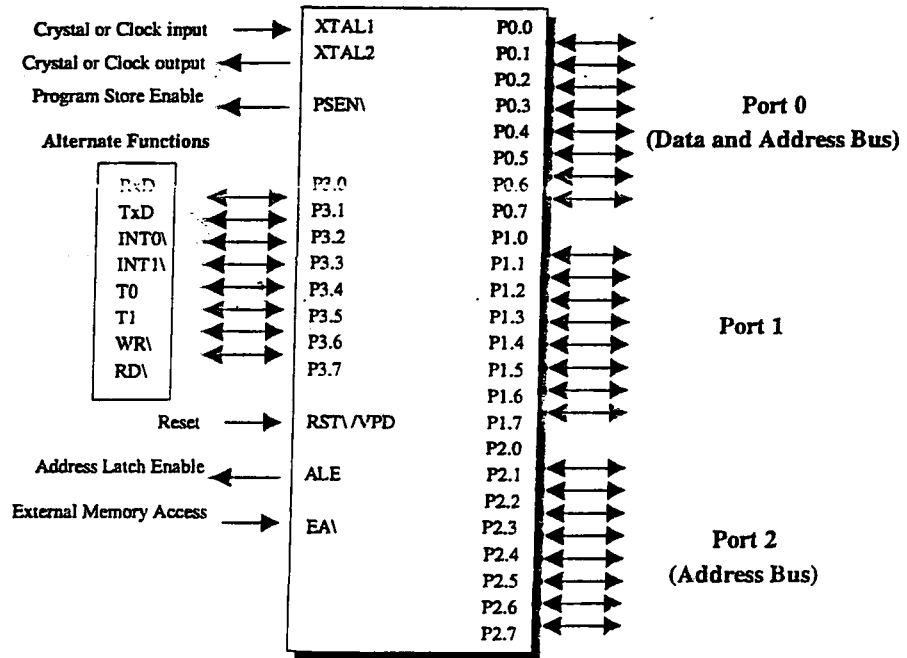 Crystal or Clock input
Crystal or Clock output
Program Store Enable
Alternate Functions
RxD
TxD
INT0\
INT1\
T0
T1
WR\
RD\
Reset
Address Latch Enable
External Memory Access
XTAL1
XTAL2
PSEN\
P3.0
P3.1
P3.2
P3.3
P3.4
P3.5
P3.6
P3.7
RST\/VPD
ALE
EA\
P0.0
P0.1
P0.2
P0.3
P0.4
P0.5
P0.6
P0.7
P1.0
P1.1
P1.2
P1.3
P1.4
P1.5
P1.6
P1.7
P2.0
P2.1
P2.2
P2.3
P2.4
P2.5
P2.6
P2.7
Port 0
(Data and Address Bus)
Port 1
Port 2
(Address Bus)